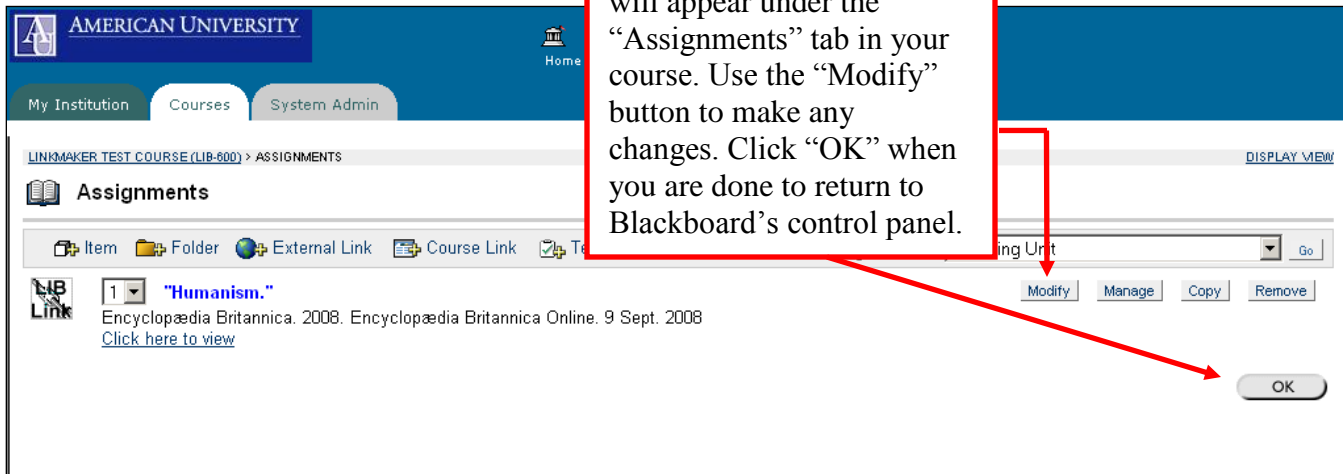 AMERICAN UNIVERSITY
Home
My Institution Courses System Admin
will appear under the
“Assignments” tab in your
course. Use the “Modify”
button to make any
changes. Click “OK” when
you are done to return to
Blackboard’s control panel.
LINKMAKER TEST COURSE (LIB-600) > ASSIGNMENTS
DISPLAY VIEW
Assignments
Item Folder External Link Course Link
Go
LIB
Link
1 "Humanism."
Modify Manage Copy Remove
Encyclopædia Britannica. 2008. Encyclopædia Britannica Online. 9 Sept. 2008
Click here to view
OK